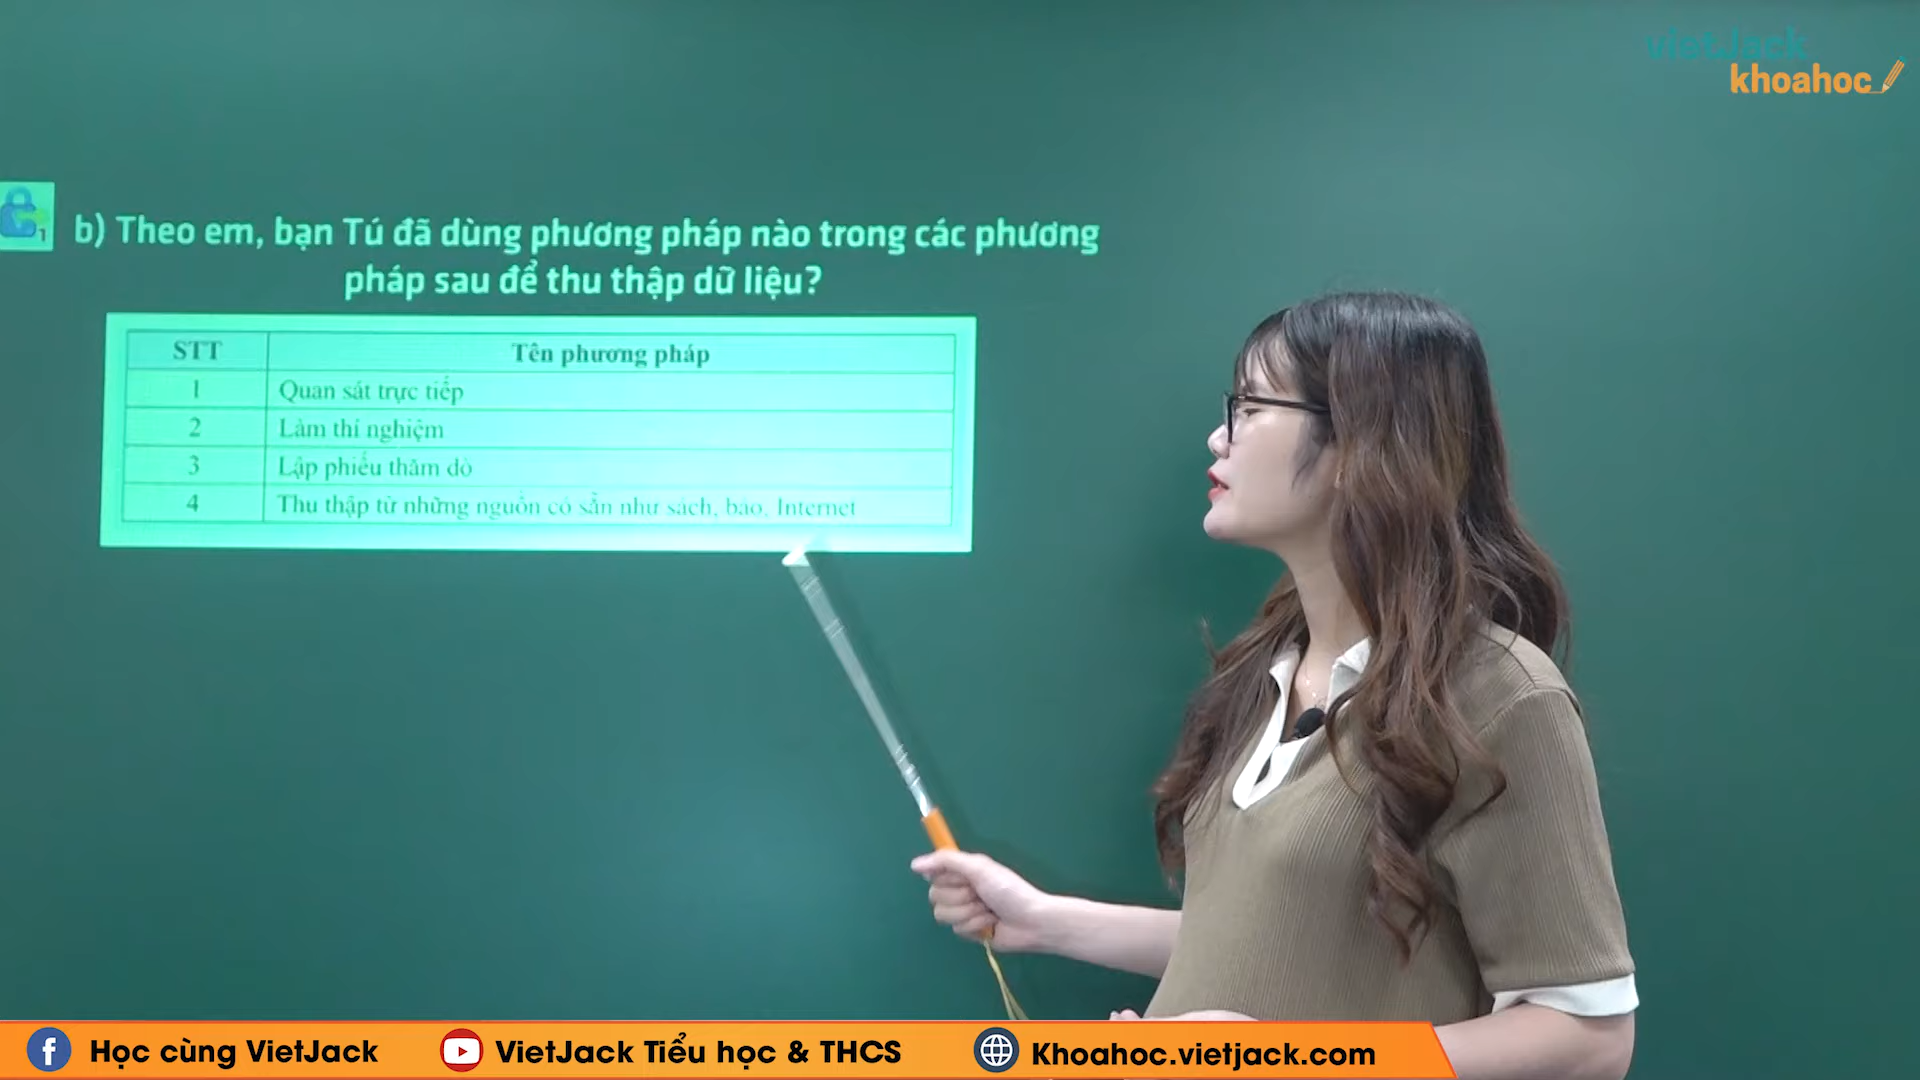 vietJack
khoahoc
1
b) Theo em, bạn Tú đã dùng phương pháp nào trong các phương
pháp sau để thu thập dữ liệu?
STT Tên phương pháp
1 Quan sát trực tiếp
2 Làm thí nghiệm
3 Lập phiếu thăm dò
4 Thu thập từ những nguồn có sẵn như sách, báo, Internet
Học cùng VietJack
VietJack Tiểu học & THCS
Khoahoc.vietjack.com